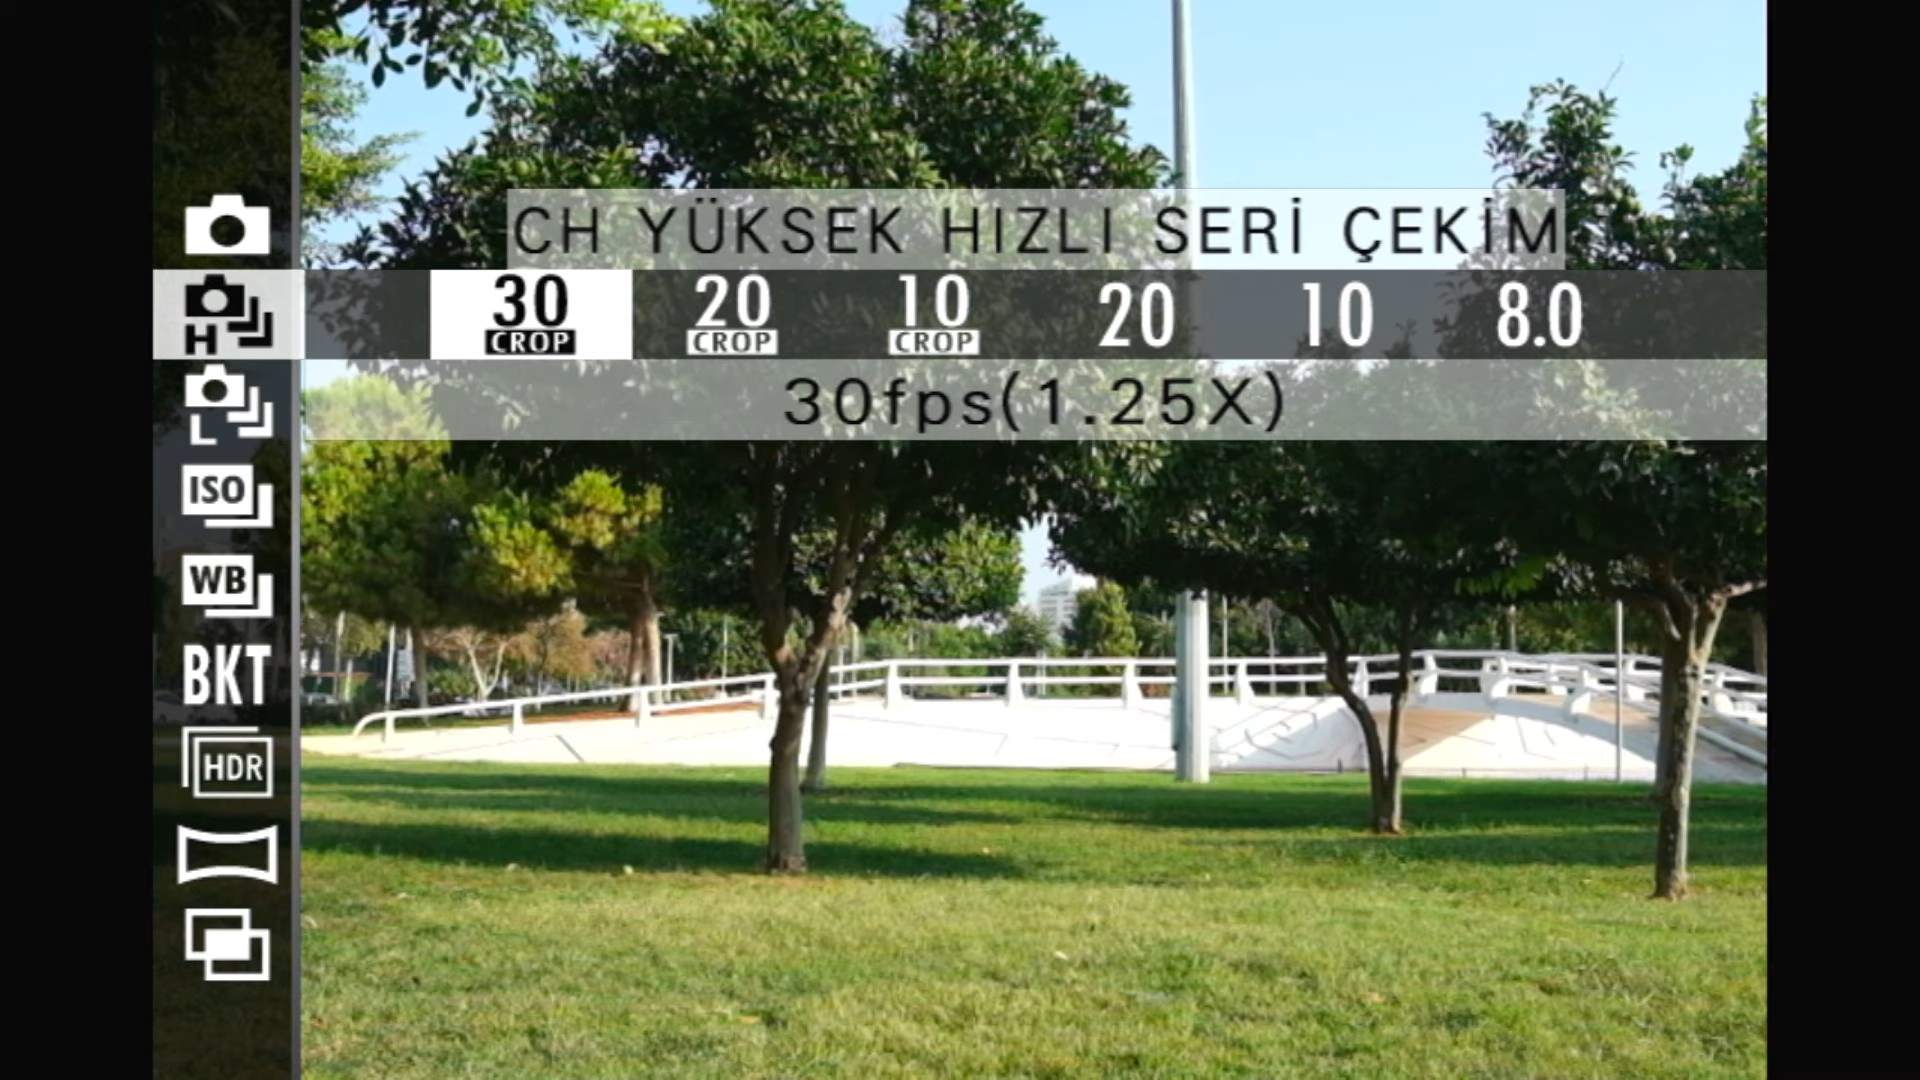 CH YÜKSEK HIZLI SERİ ÇEKİM
H
30 CROP 20 CROP 10 CROP 20 10 8.0
30fps(1.25X)
L
ISO
WB
BKT
HDR